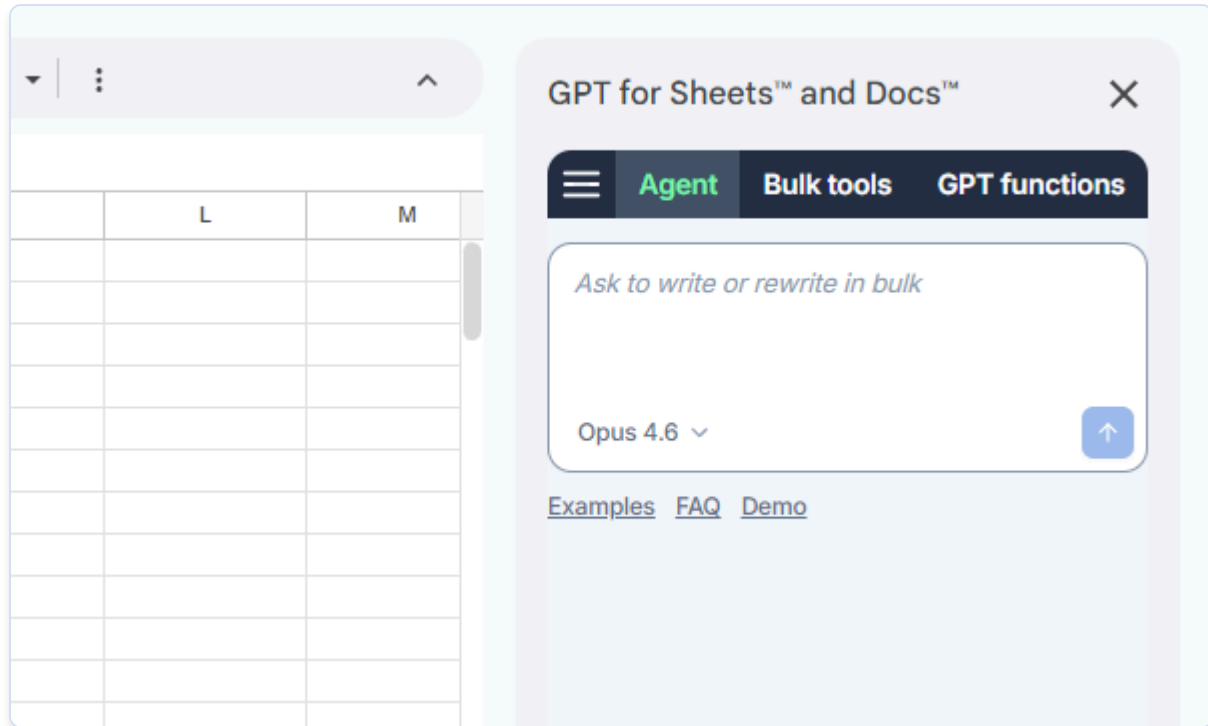 GPT for Sheets™ and Docs™
Agent Bulk tools GPT functions
L M
Ask to write or rewrite in bulk
Opus 4.6
Examples FAQ Demo